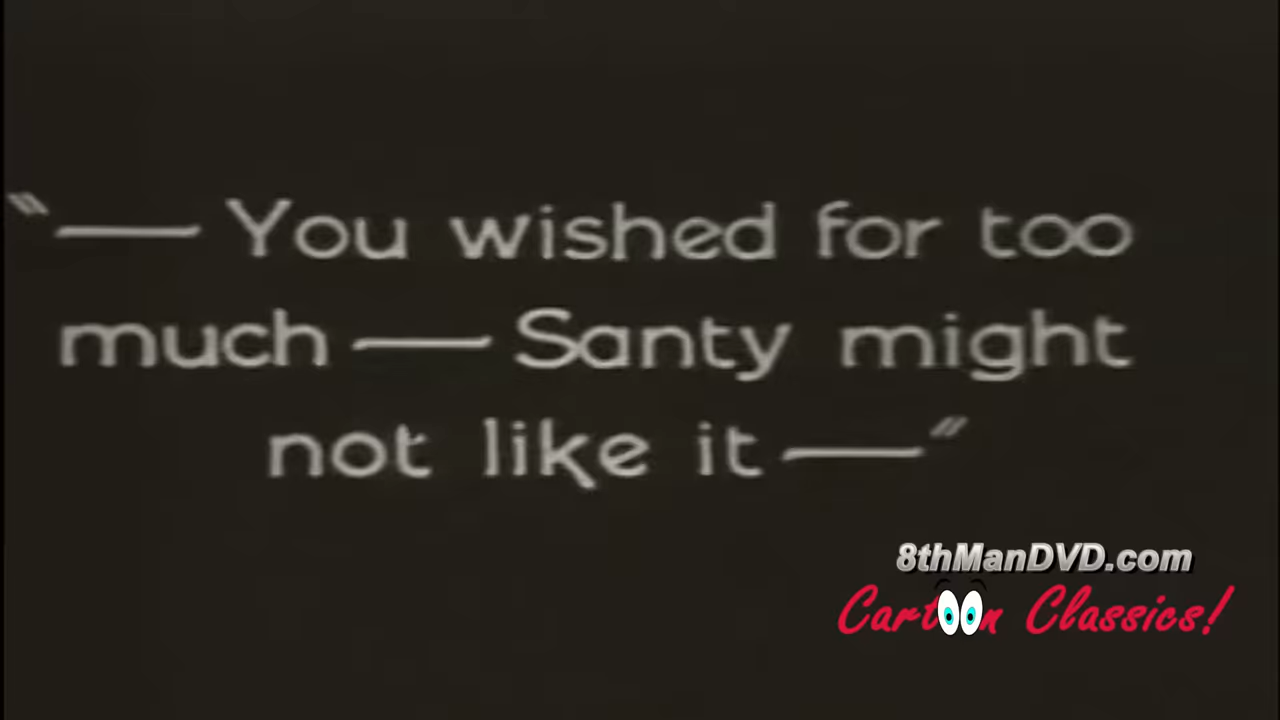 “— You wished for too
much — Santy might
not like it —”
8thManDVD.com
Cartoon Classics!